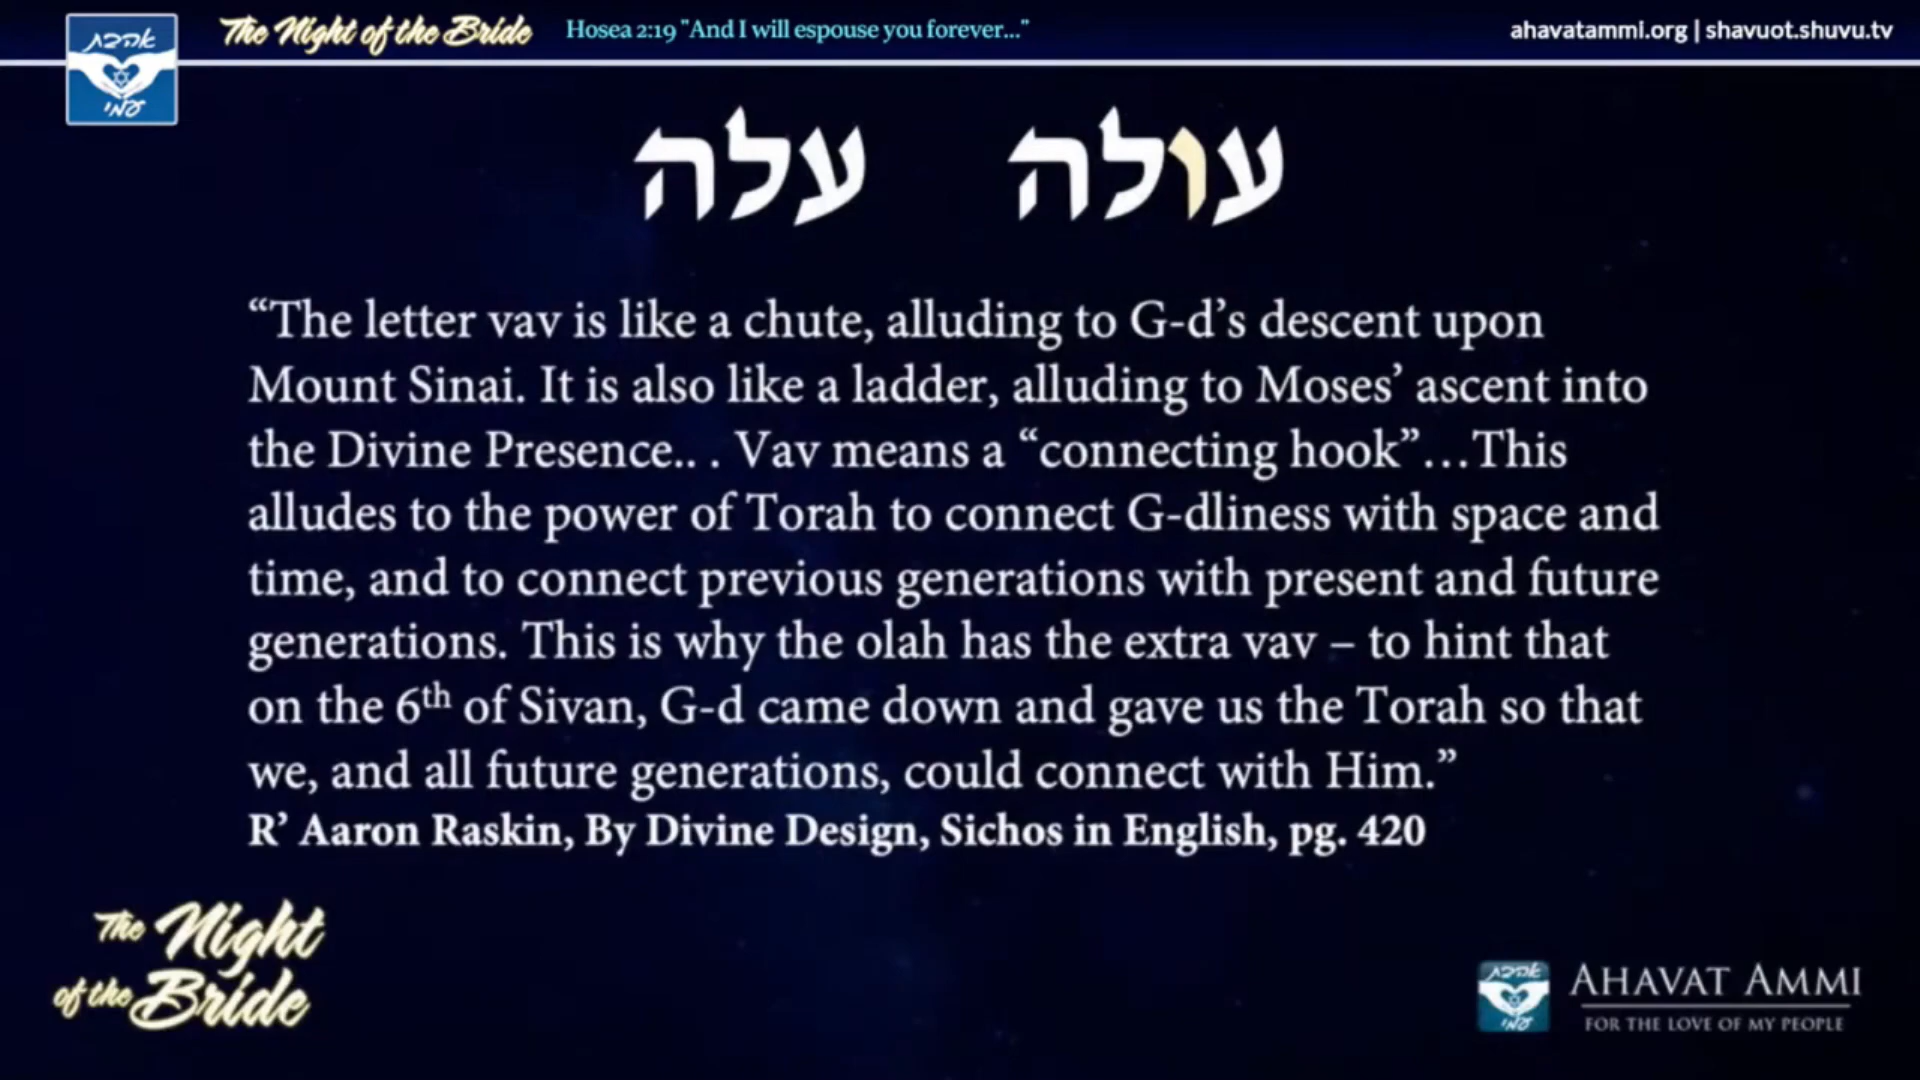 אהבת
עמי
The Night of the Bride
Hosea 2:19 "And I will espouse you forever..."
ahavatammi.org | shavuot.shuvu.tv
עולה עלה
“The letter vav is like a chute, alluding to G-d’s descent upon
Mount Sinai. It is also like a ladder, alluding to Moses’ ascent into
the Divine Presence.. . Vav means a “connecting hook”…This
alludes to the power of Torah to connect G-dliness with space and
time, and to connect previous generations with present and future
generations. This is why the olah has the extra vav – to hint that
on the 6th of Sivan, G-d came down and gave us the Torah so that
we, and all future generations, could connect with Him.”
R’ Aaron Raskin, By Divine Design, Sichos in English, pg. 420
The Night
of the Bride
אהבת
עמי
AHAVAT AMMI
FOR THE LOVE OF MY PEOPLE